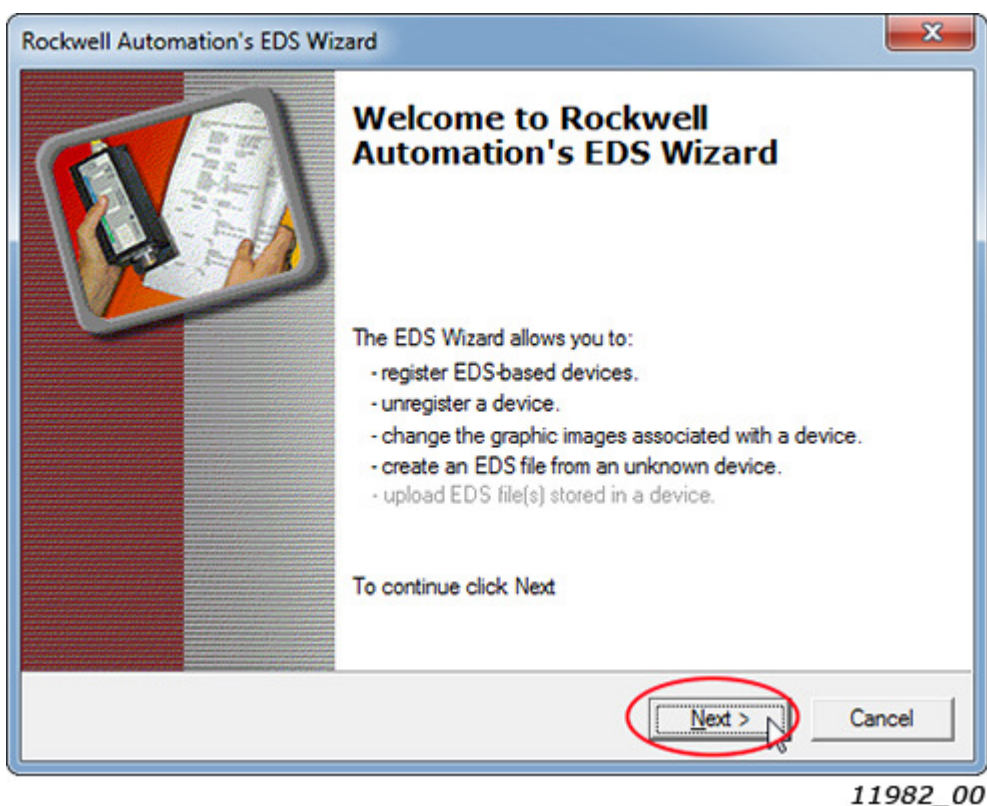 Rockwell Automation's EDS Wizard
Welcome to Rockwell
Automation's EDS Wizard
The EDS Wizard allows you to:
- register EDS-based devices.
- unregister a device.
- change the graphic images associated with a device.
- create an EDS file from an unknown device.
- upload EDS file(s) stored in a device.
To continue click Next
Next >
Cancel
11982_00